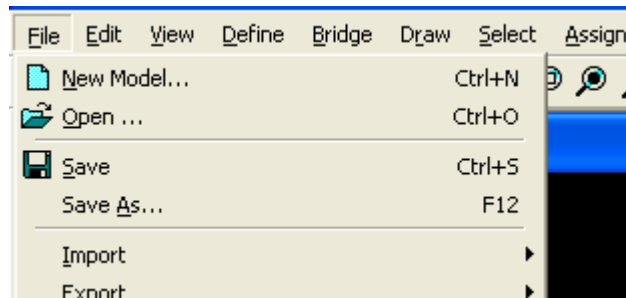 File Edit View Define Bridge Draw Select Assign
New Model... Ctrl+N
Open ... Ctrl+O
Save Ctrl+S
Save As... F12
Import
Export